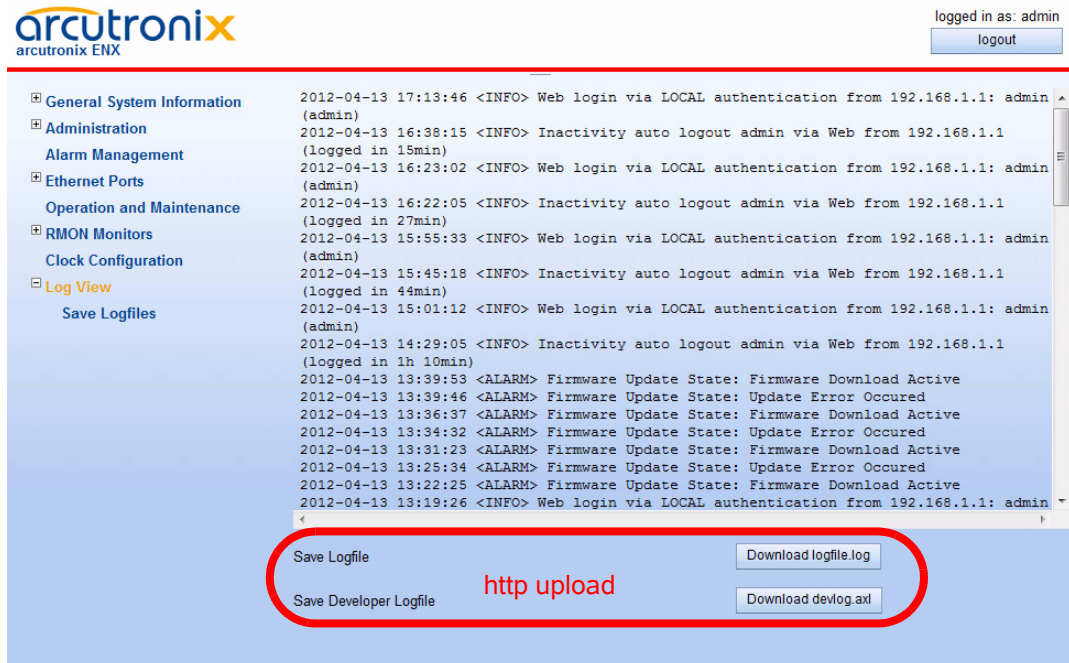 arcutronix
arcutronix ENX
logged in as: admin
logout
General System Information
Administration
Alarm Management
Ethernet Ports
Operation and Maintenance
RMON Monitors
Clock Configuration
Log View
Save Logfiles
2012-04-13 17:13:46 <INFO> Web login via LOCAL authentication from 192.168.1.1: admin
(admin)
2012-04-13 16:38:15 <INFO> Inactivity auto logout admin via Web from 192.168.1.1
(logged in 15min)
2012-04-13 16:23:02 <INFO> Web login via LOCAL authentication from 192.168.1.1: admin
(admin)
2012-04-13 16:22:05 <INFO> Inactivity auto logout admin via Web from 192.168.1.1
(logged in 27min)
2012-04-13 15:55:33 <INFO> Web login via LOCAL authentication from 192.168.1.1: admin
(admin)
2012-04-13 15:45:18 <INFO> Inactivity auto logout admin via Web from 192.168.1.1
(logged in 44min)
2012-04-13 15:01:12 <INFO> Web login via LOCAL authentication from 192.168.1.1: admin
(admin)
2012-04-13 14:29:05 <INFO> Inactivity auto logout admin via Web from 192.168.1.1
(logged in 1h 10min)
2012-04-13 13:39:53 <ALARM> Firmware Update State: Firmware Download Active
2012-04-13 13:39:46 <ALARM> Firmware Update State: Update Error Occured
2012-04-13 13:36:37 <ALARM> Firmware Update State: Firmware Download Active
2012-04-13 13:34:32 <ALARM> Firmware Update State: Update Error Occured
2012-04-13 13:31:23 <ALARM> Firmware Update State: Firmware Download Active
2012-04-13 13:25:34 <ALARM> Firmware Update State: Update Error Occured
2012-04-13 13:22:25 <ALARM> Firmware Update State: Firmware Download Active
2012-04-13 13:19:26 <INFO> Web login via LOCAL authentication from 192.168.1.1: admin
Save Logfile
Download logfile.log
http upload
Save Developer Logfile
Download devlog.axl